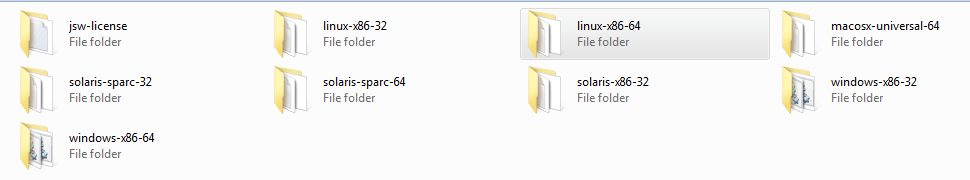 jsw-license
File folder
linux-x86-32
File folder
linux-x86-64
File folder
macosx-universal-64
File folder
solaris-sparc-32
File folder
solaris-sparc-64
File folder
solaris-x86-32
File folder
windows-x86-32
File folder
windows-x86-64
File folder